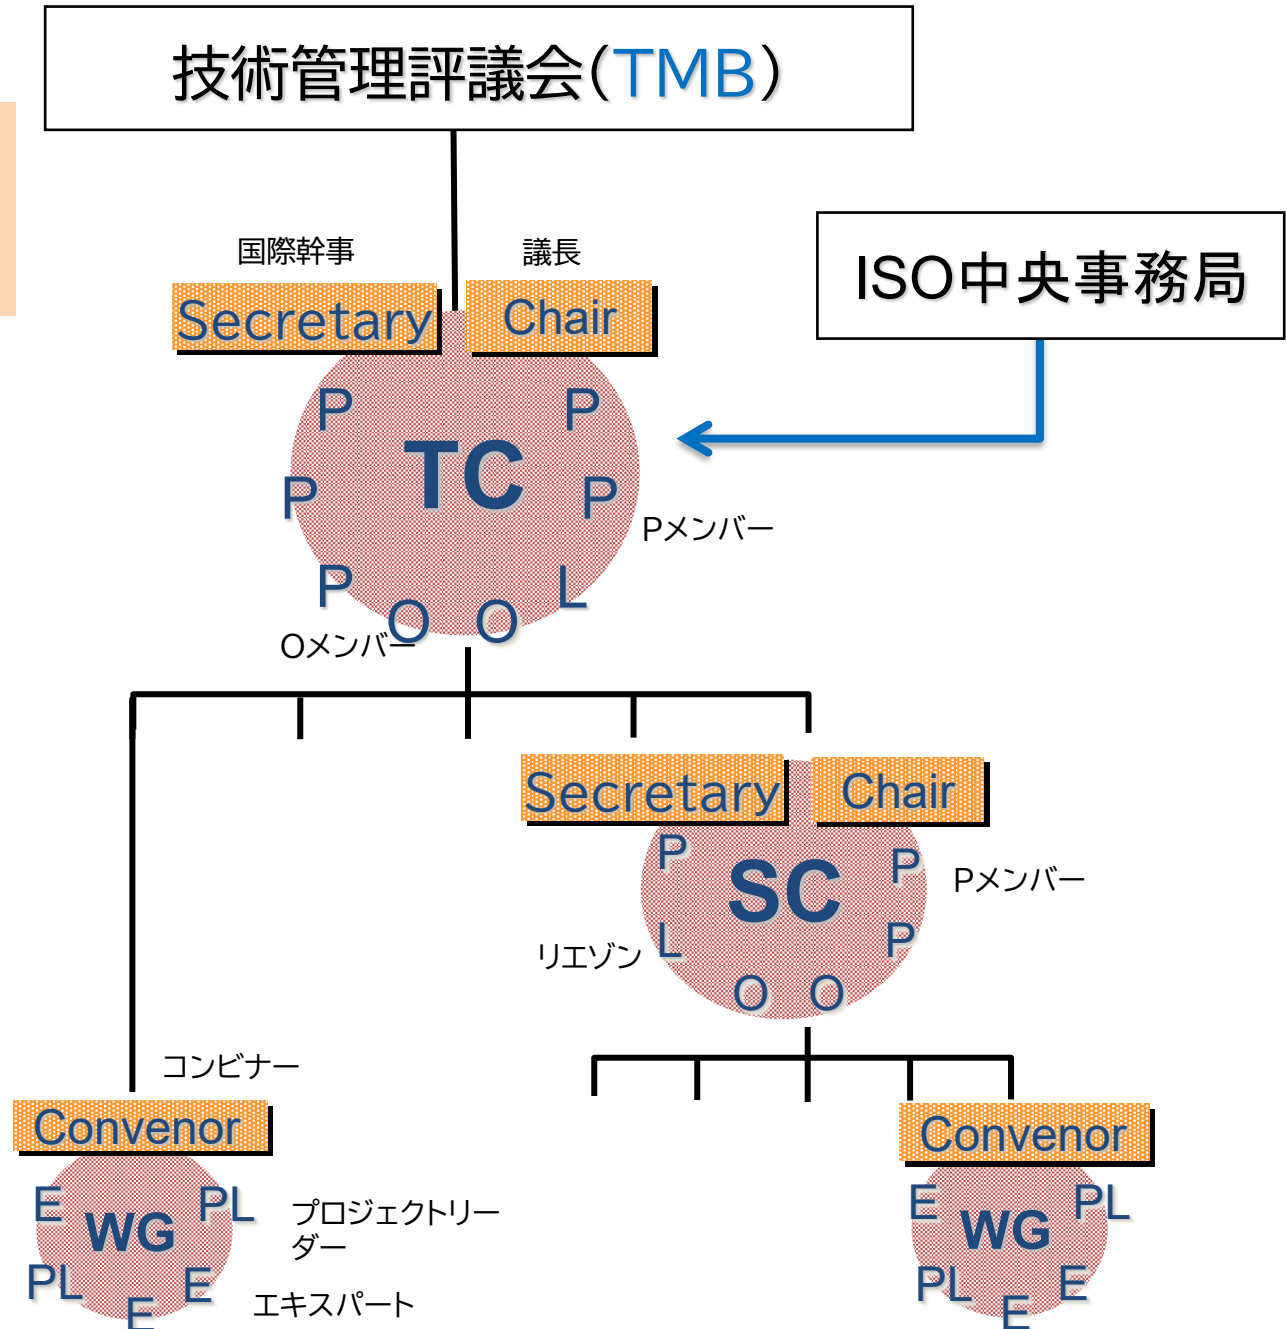 技術管理評議会（TMB）
国際幹事
議長
ISO中央事務局
Secretary
Chair
P
P
TC
P
P
Pメンバー
P
L
O
O
Oメンバー
Secretary
Chair
P
SC
P
Pメンバー
リエゾン
L
P
O
O
コンビナー
Convenor
Convenor
E
PL
WG
プロジェクトリー
ダー
PL
E
E
エキスパート
E
PL
WG
PL
E
E